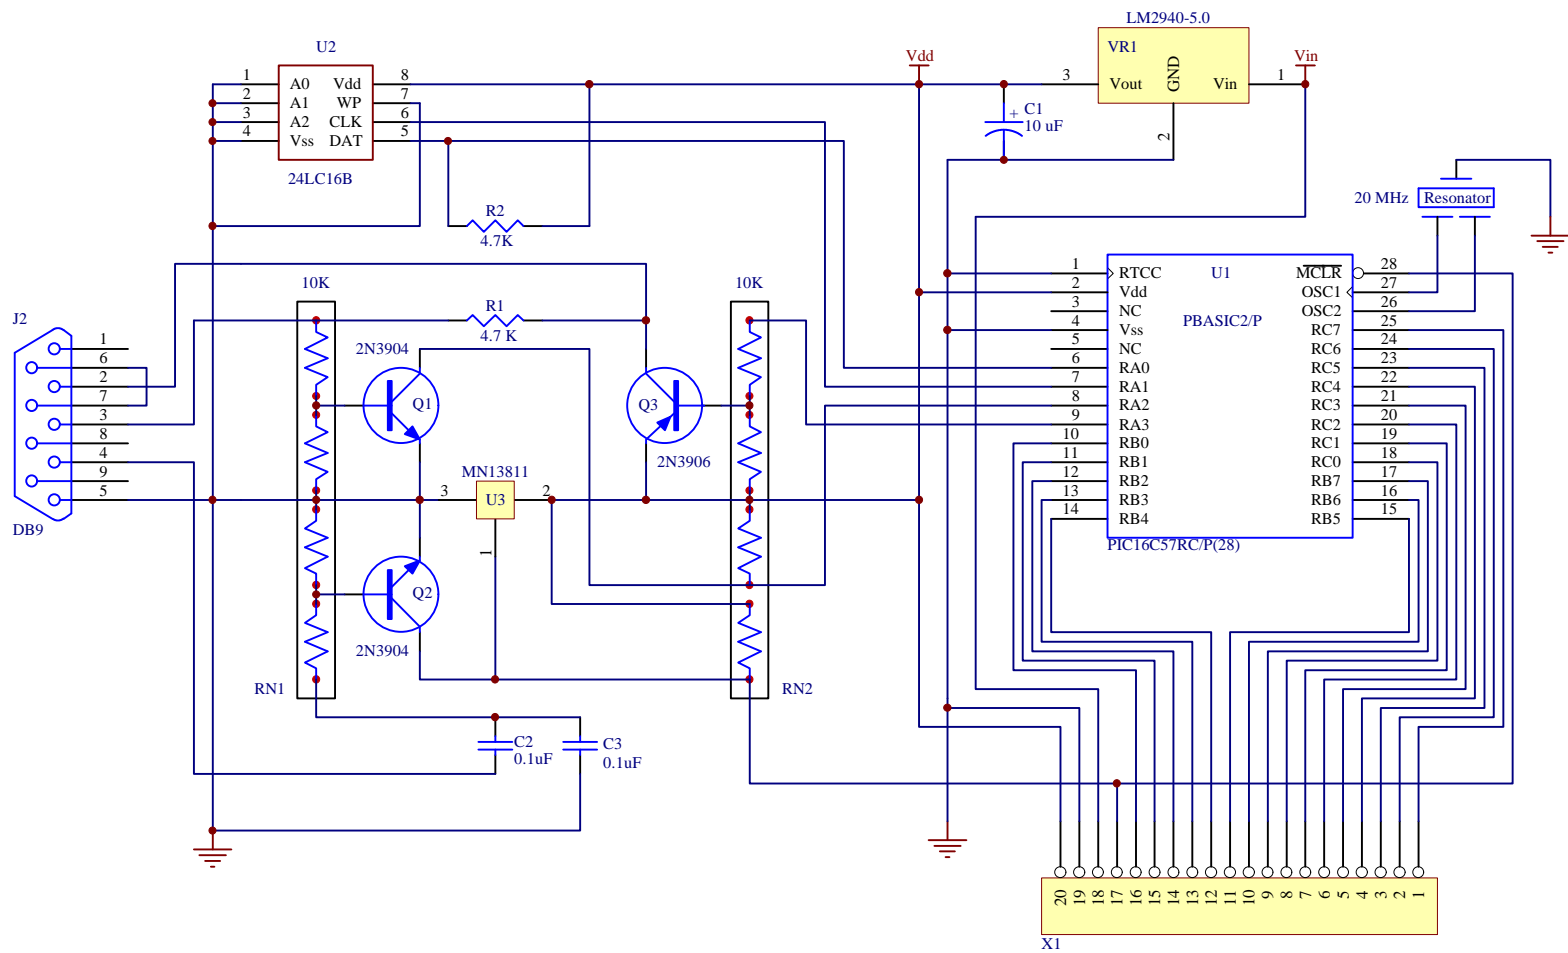 LM2940-5.0
VR1
Vdd
Vin
3 Vout GND Vin 1
2
U2
1 A0 Vdd 8
2 A1 WP 7
3 A2 CLK 6
4 Vss DAT 5
24LC16B
+ C1
10 uF
20 MHz Resonator
R2
4.7K
10K
R1
4.7 K
10K
J2
1
6
2
7
3
8
4
9
5
DB9
2N3904
Q1
Q3
2N3906
MN13811
3 U3 2
1
Q2
2N3904
RN1
RN2
C2
0.1uF
C3
0.1uF
U1
PBASIC2/P
1 RTCC MCLR 28
2 Vdd OSC1 27
3 NC OSC2 26
4 Vss RC7 25
5 NC RC6 24
6 RA0 RC5 23
7 RA1 RC4 22
8 RA2 RC3 21
9 RA3 RC2 20
10 RB0 RC1 19
11 RB1 RC0 18
12 RB2 RB7 17
13 RB3 RB6 16
14 RB4 RB5 15
PIC16C57RC/P(28)
20 19 18 17 16 15 14 13 12 11 10 9 8 7 6 5 4 3 2 1
X1